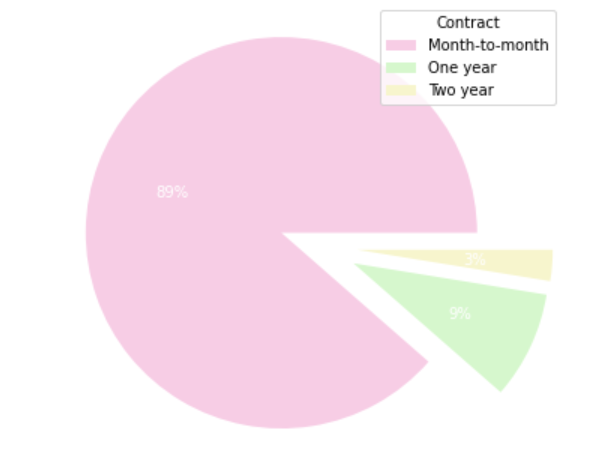 Contract
Month-to-month
One year
Two year
89%
3%
9%